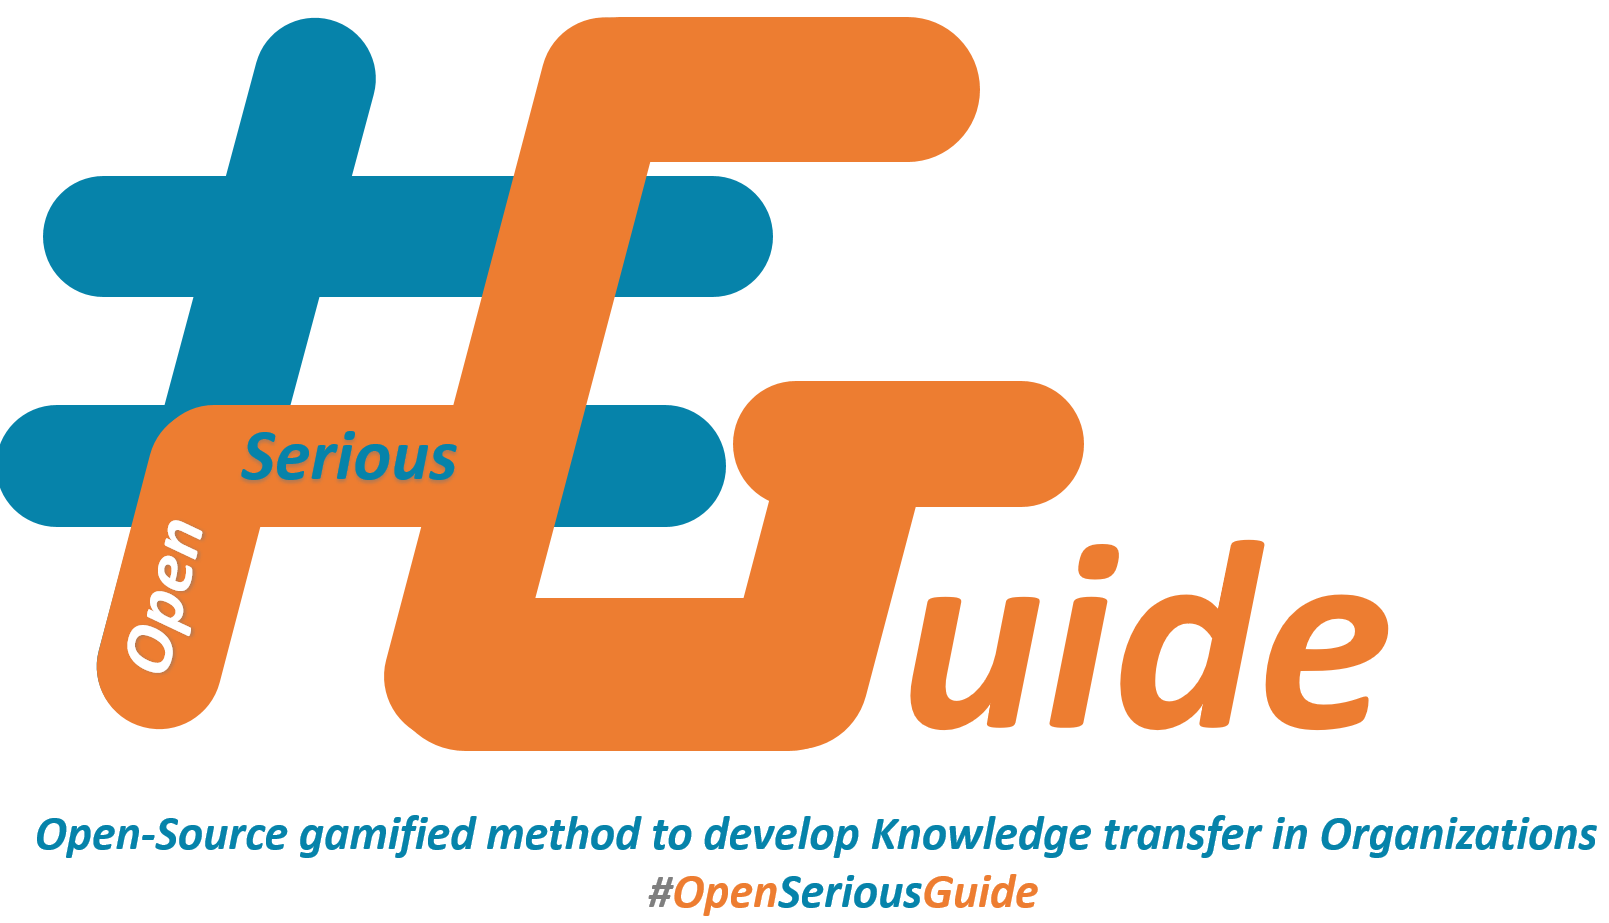 Open
Serious
Guide
Open-Source gamified method to develop Knowledge transfer in Organizations
#OpenSeriousGuide